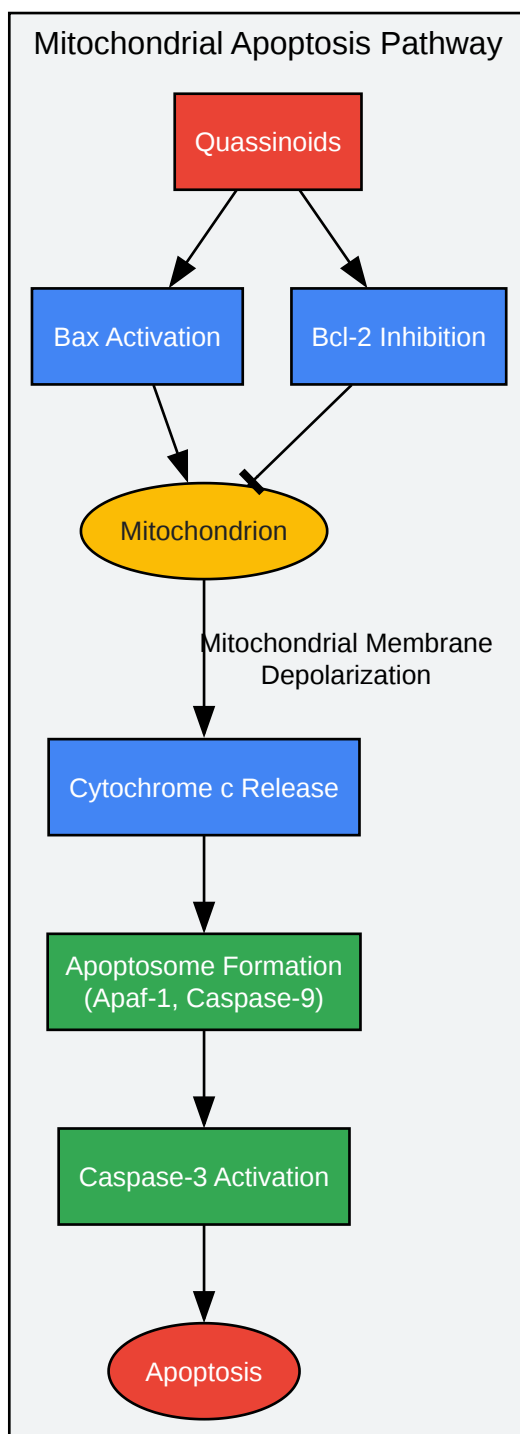 Mitochondrial Apoptosis Pathway
Quassinoids
Bax Activation
Bcl-2 Inhibition
Mitochondrion
Mitochondrial Membrane
Depolarization
Cytochrome c Release
Apoptosome Formation
(Apaf-1, Caspase-9)
Caspase-3 Activation
Apoptosis